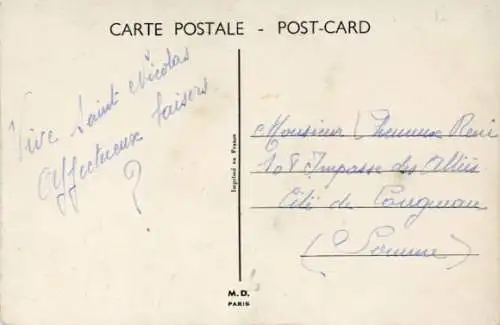 CARTE POSTALE - POST-CARD
Vive Saint Nicolas
Affectueux baisers
?
Imprimé en France
Monsieur René
108 Impasse des
Cité de
(Somme)
M.D.
PARIS